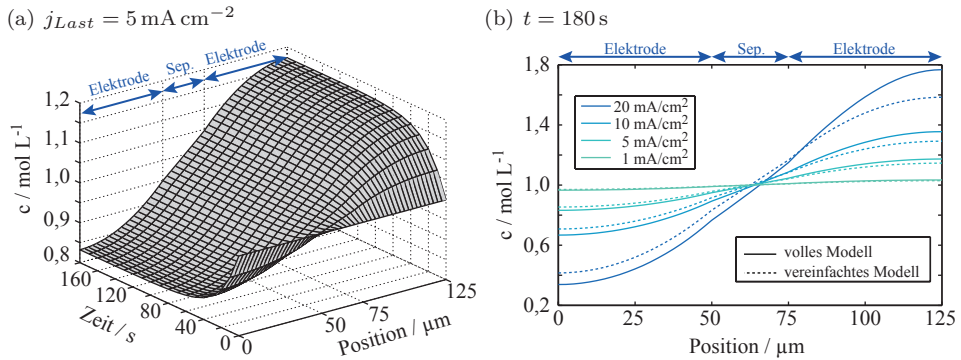 (a) j_Last = 5 mA cm⁻²
Elektrode Sep. Elektrode
c / mol L⁻¹
1,2
1,1
1,0
0,9
0,8
160
120
80
40
0
Zeit / s
0
50
75
125
Position / µm
(b) t = 180 s
Elektrode Sep. Elektrode
c / mol L⁻¹
1,8
1,4
1,0
0,6
0,2
20 mA/cm²
10 mA/cm²
5 mA/cm²
1 mA/cm²
volles Modell
vereinfachtes Modell
0 25 50 75 100 125
Position / µm